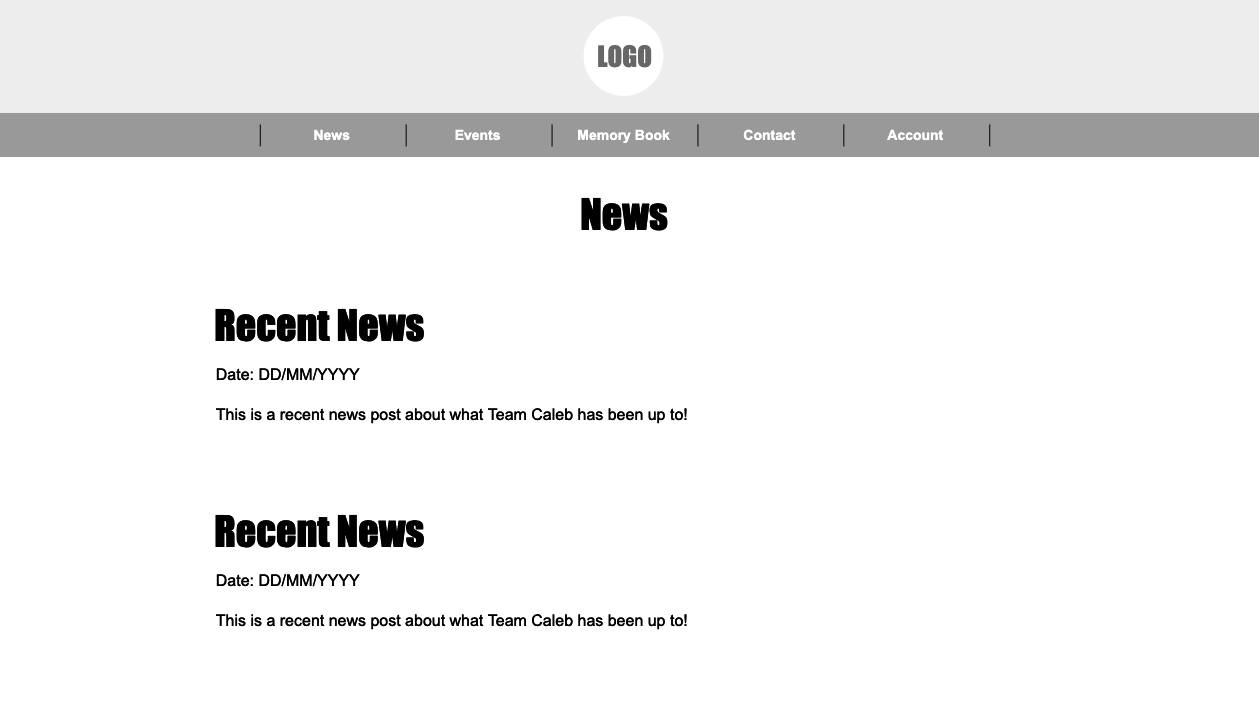 LOGO
News Events Memory Book Contact Account
News
Recent News
Date: DD/MM/YYYY
This is a recent news post about what Team Caleb has been up to!
Recent News
Date: DD/MM/YYYY
This is a recent news post about what Team Caleb has been up to!